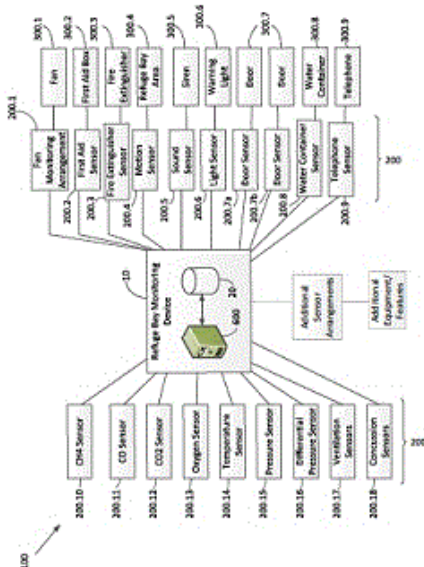 100
200.10
CH4 Sensor
200.11
CO Sensor
200.12
CO2 Sensor
200.13
Oxygen Sensor
200.14
Temperature
Sensor
200.15
Pressure Sensor
200.16
Differential
Pressure Sensor
200.17
Ventilation
Sensors
200.18
Concussion
Sensors
200
10
Refuge Bay Monitoring
Device
600
20
Additional
Sensor
Arrangements
Additional
Equipment/
Features
200.1
Fan
Monitoring
Arrangement
300.1
Fan
200.2
First Aid
Sensor
300.2
First Aid Box
200.3
Fire Extinguisher
Sensor
300.3
Fire
Extinguisher
200.4
Motion
Sensor
300.4
Refuge Bay
Area
200.5
Sound
Sensor
300.5
Siren
200.6
Light Sensor
300.6
Warning
Light
200.7a
Door Sensor
Door
300.7
200.7b
Door Sensor
Door
200.8
Water Container
Sensor
300.8
Water
Container
200.9
Telephone
Sensor
300.9
Telephone
200